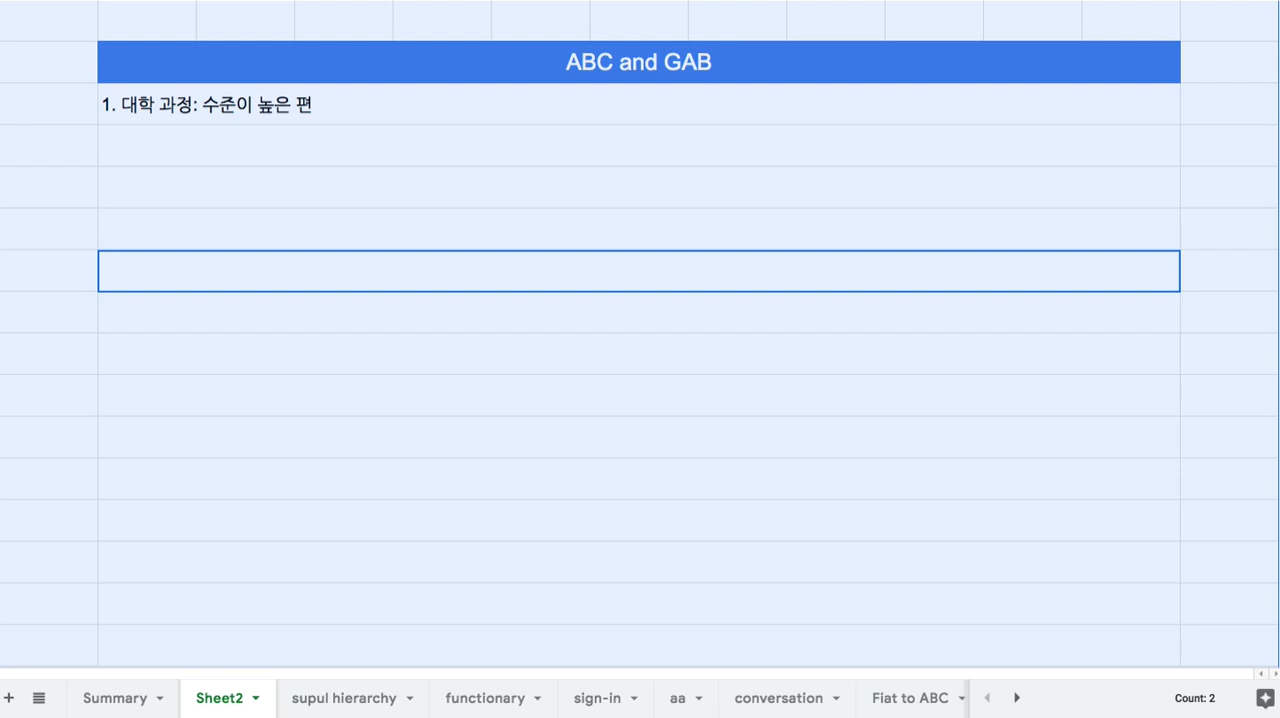 ABC and GAB
1. 대학 과정: 수준이 높은 편
Summary Sheet2 supul hierarchy functionary sign-in aa conversation Fiat to ABC Count: 2